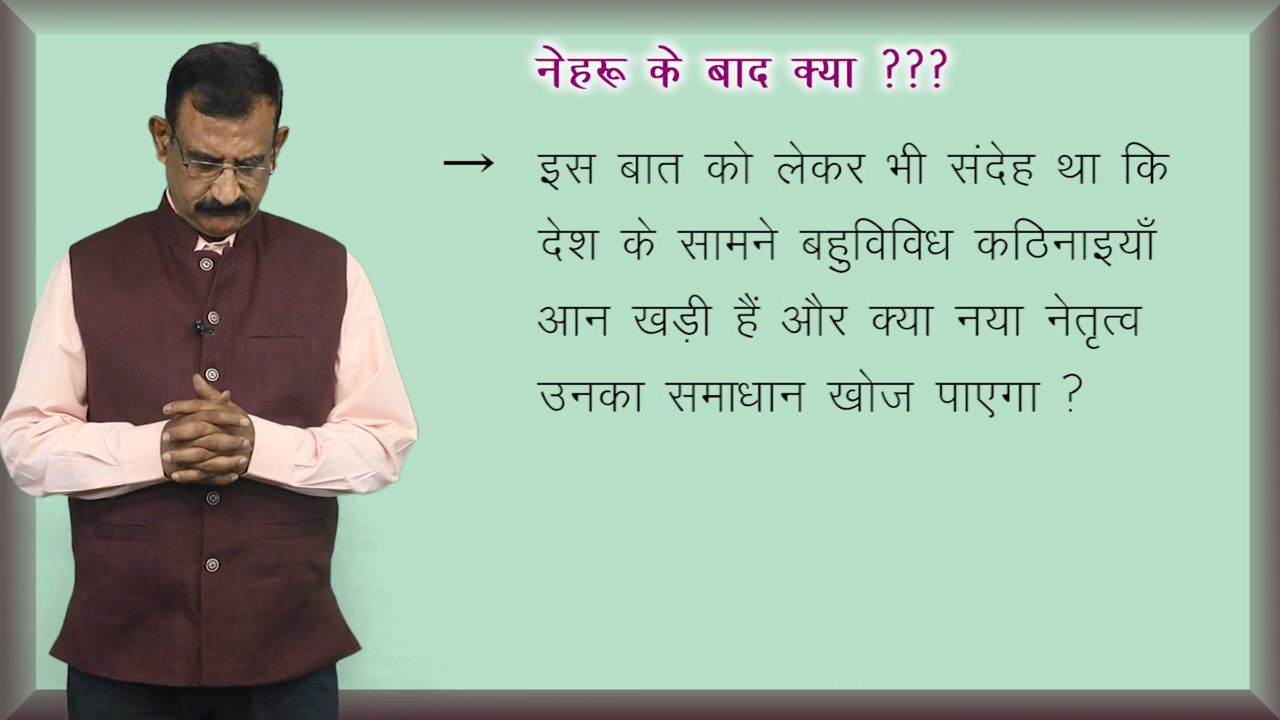 नेहरू के बाद क्या ???
→ इस बात को लेकर भी संदेह था कि
देश के सामने बहुविविध कठिनाइयाँ
आन खड़ी हैं और क्या नया नेतृत्व
उनका समाधान खोज पाएगा ?